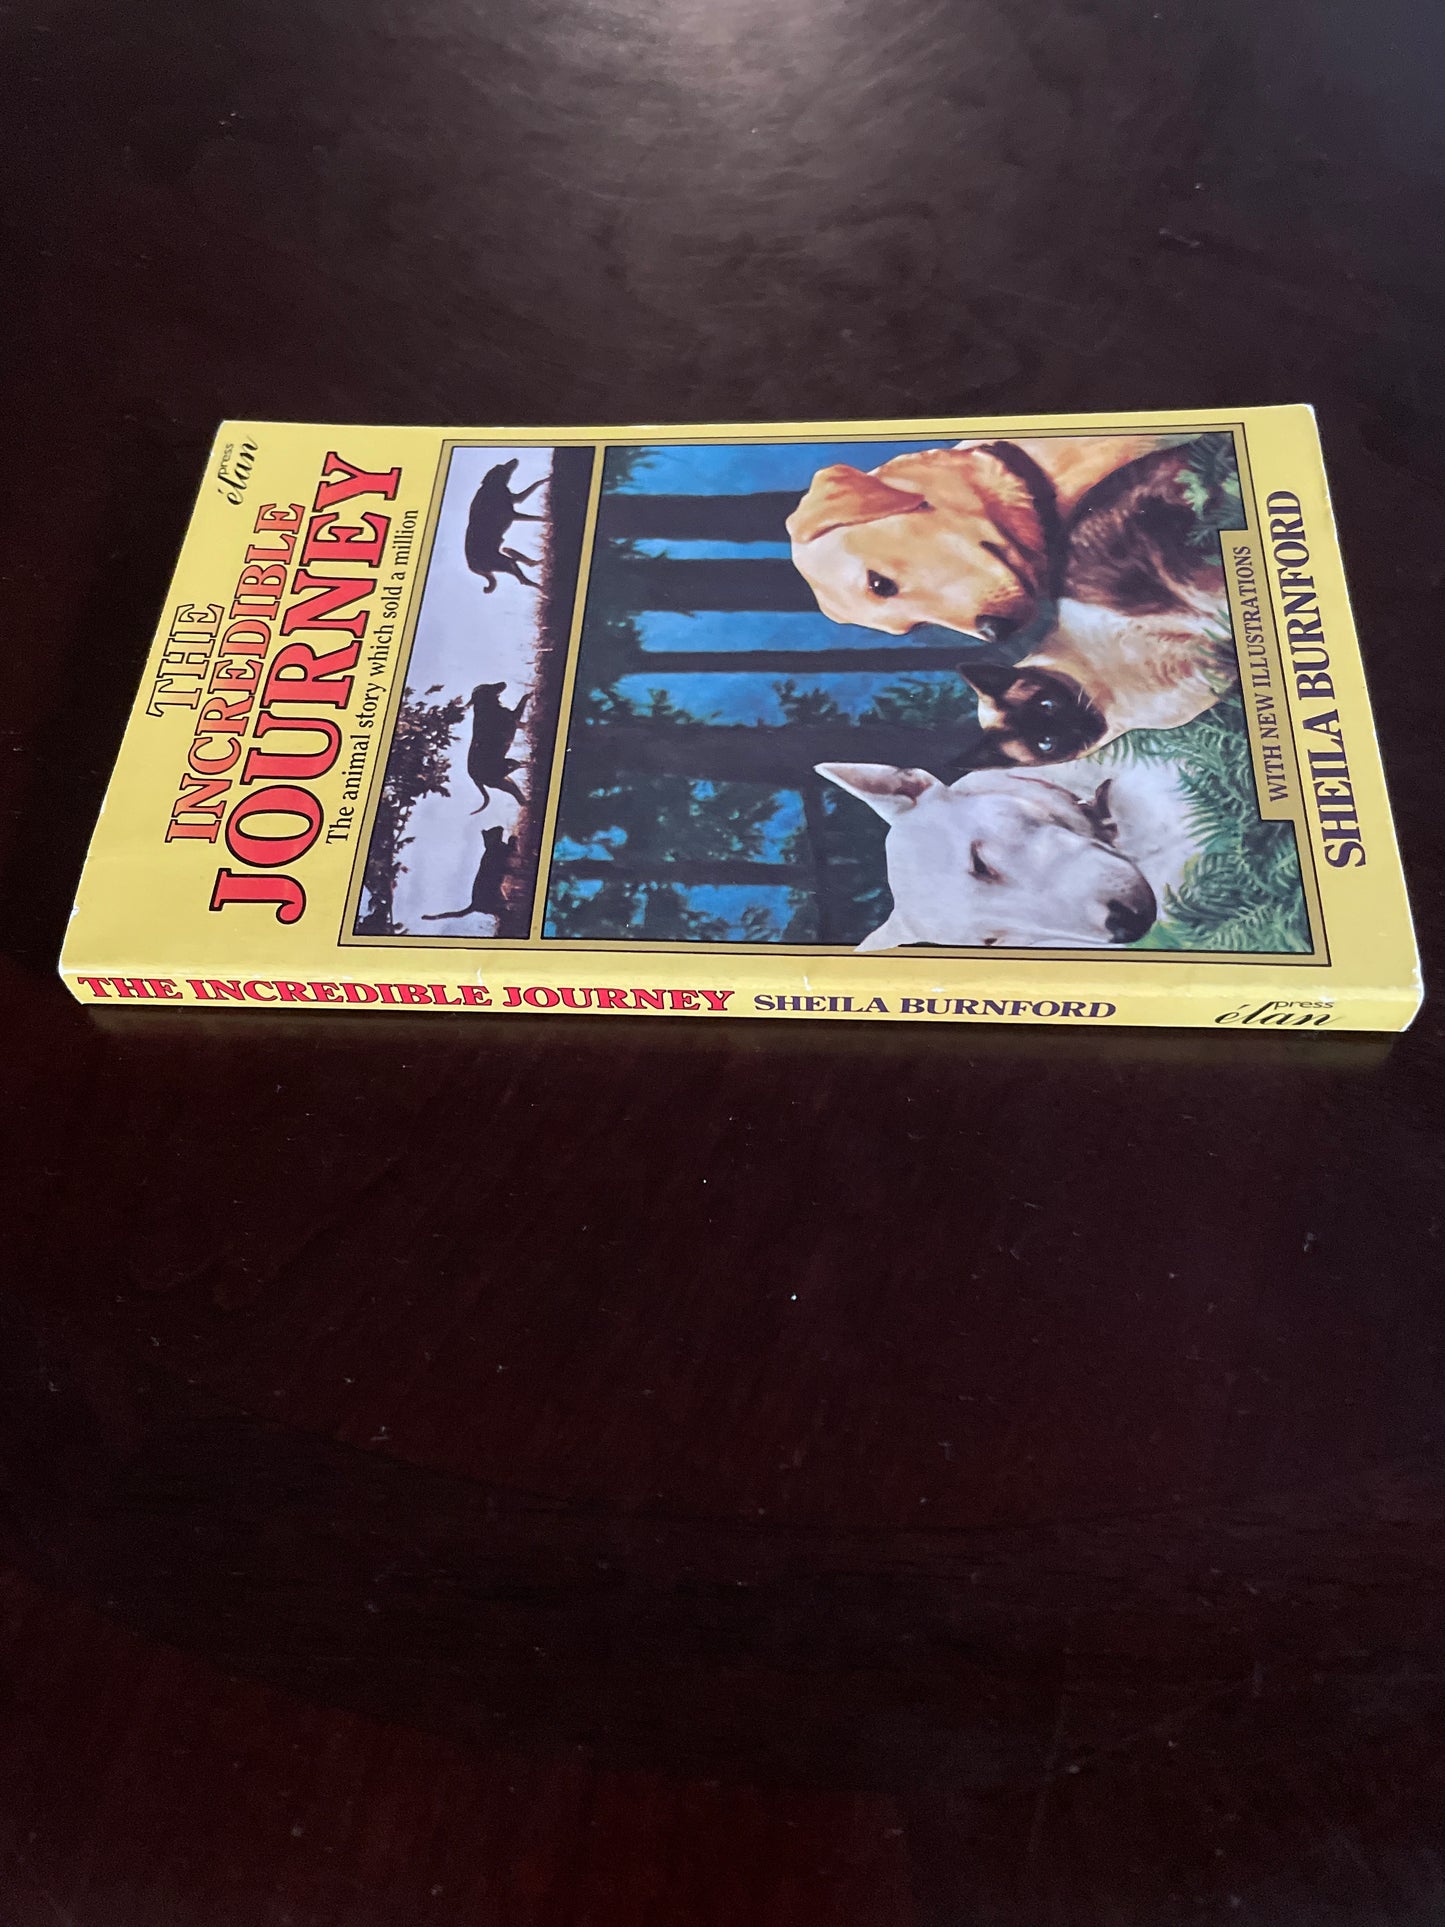 élan
press
THE
INCREDIBLE
JOURNEY
The animal story which sold a million
WITH NEW ILLUSTRATIONS
SHEILA BURNFORD
THE INCREDIBLE JOURNEY SHEILA BURNFORD élan press